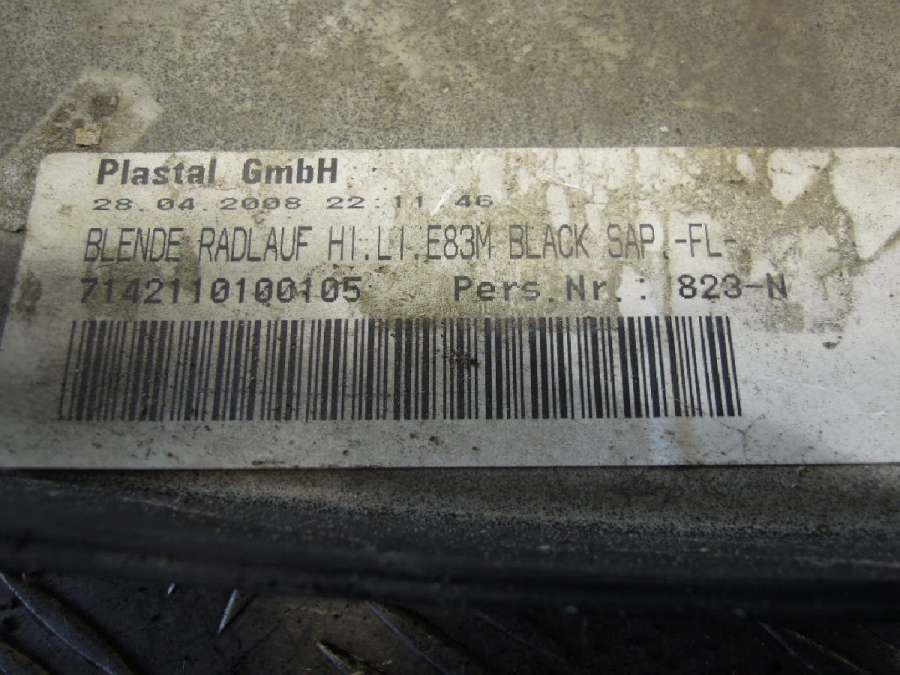 Plastal GmbH
28.04.2008 22:11:46
BLENDE RADLAUF HI.LI.E83M BLACK SAP.-FL-
7142110100105 Pers.Nr.: 823-N